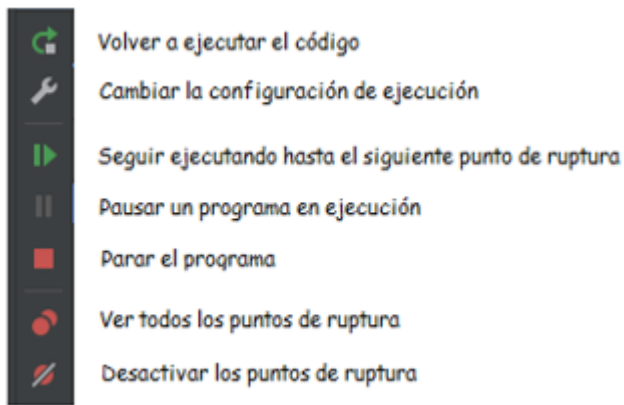 Volver a ejecutar el código
Cambiar la configuración de ejecución
Seguir ejecutando hasta el siguiente punto de ruptura
Pausar un programa en ejecución
Parar el programa
Ver todos los puntos de ruptura
Desactivar los puntos de ruptura